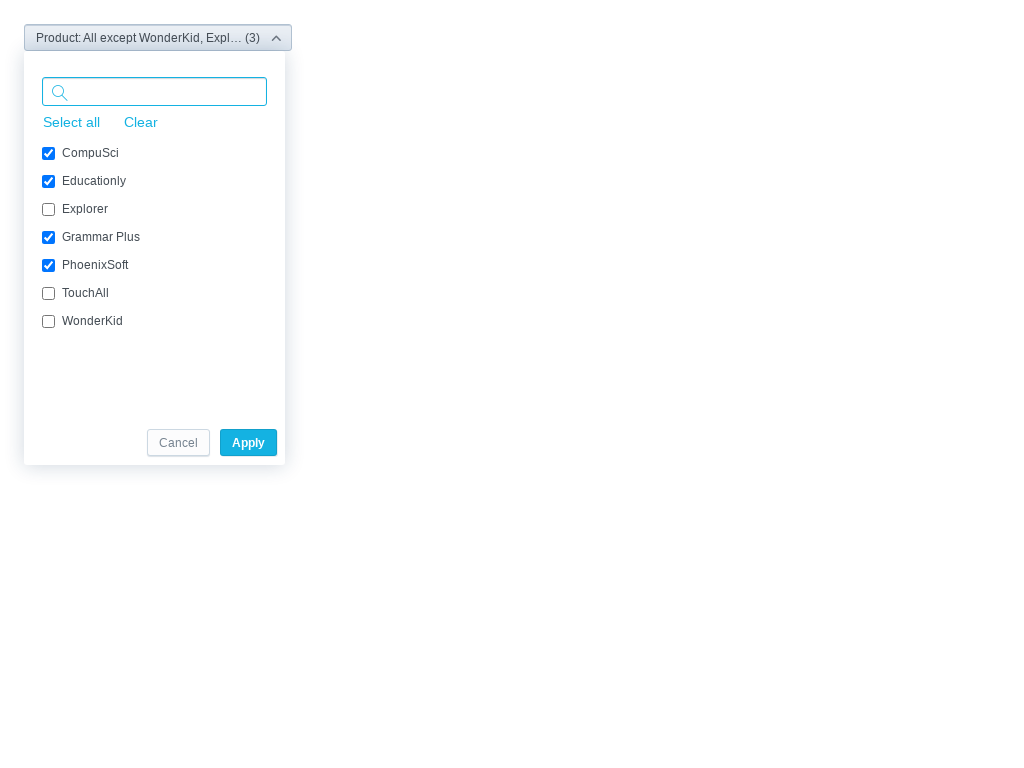 Product: All except WonderKid, Expl… (3)
Select all Clear
CompuSci
Educationly
Explorer
Grammar Plus
PhoenixSoft
TouchAll
WonderKid
Cancel Apply